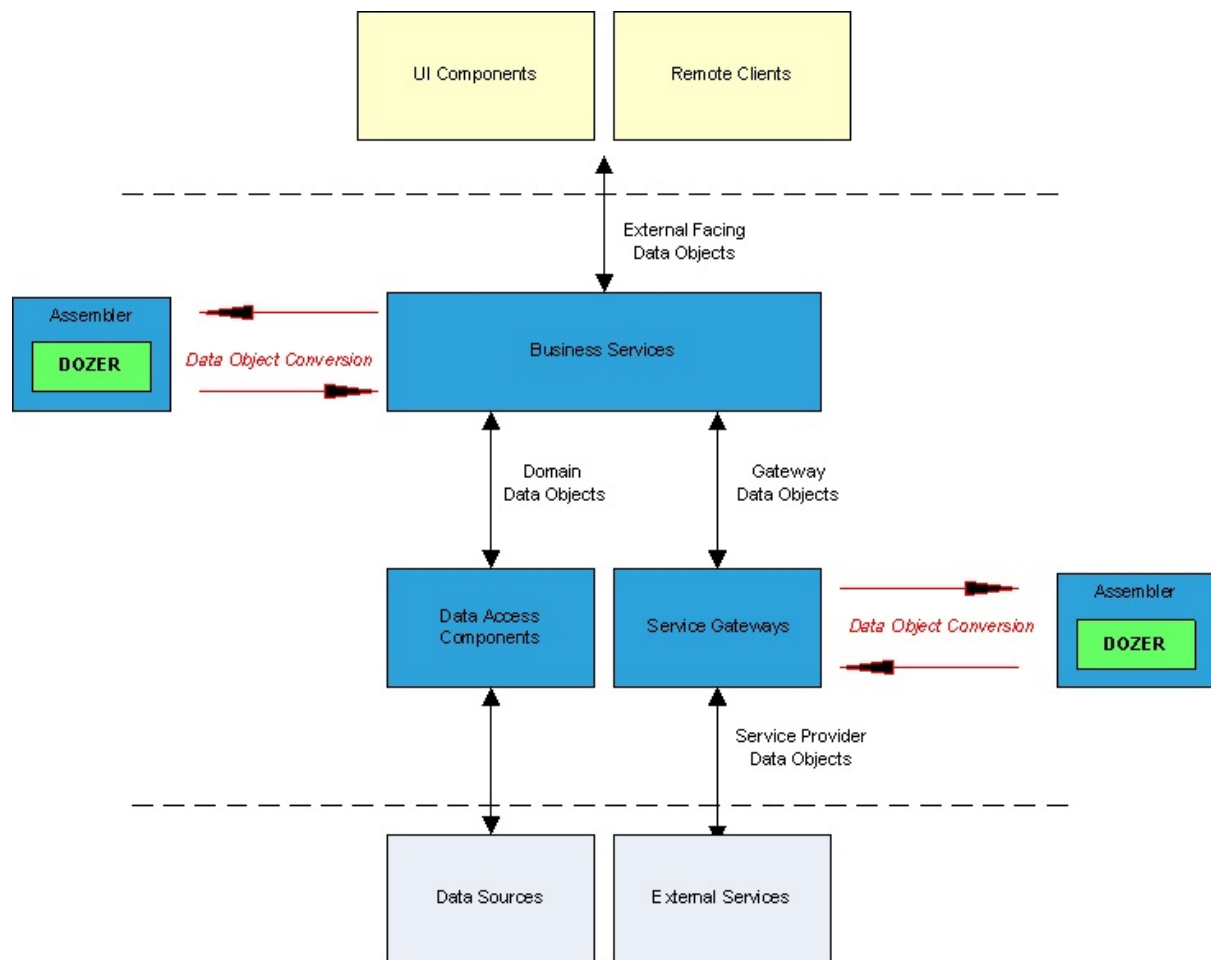 UI Components
Remote Clients
External Facing
Data Objects
Assembler
DOZER
Data Object Conversion
Business Services
Domain
Data Objects
Gateway
Data Objects
Data Access
Components
Service Gateways
Data Object Conversion
Assembler
DOZER
Service Provider
Data Objects
Data Sources
External Services